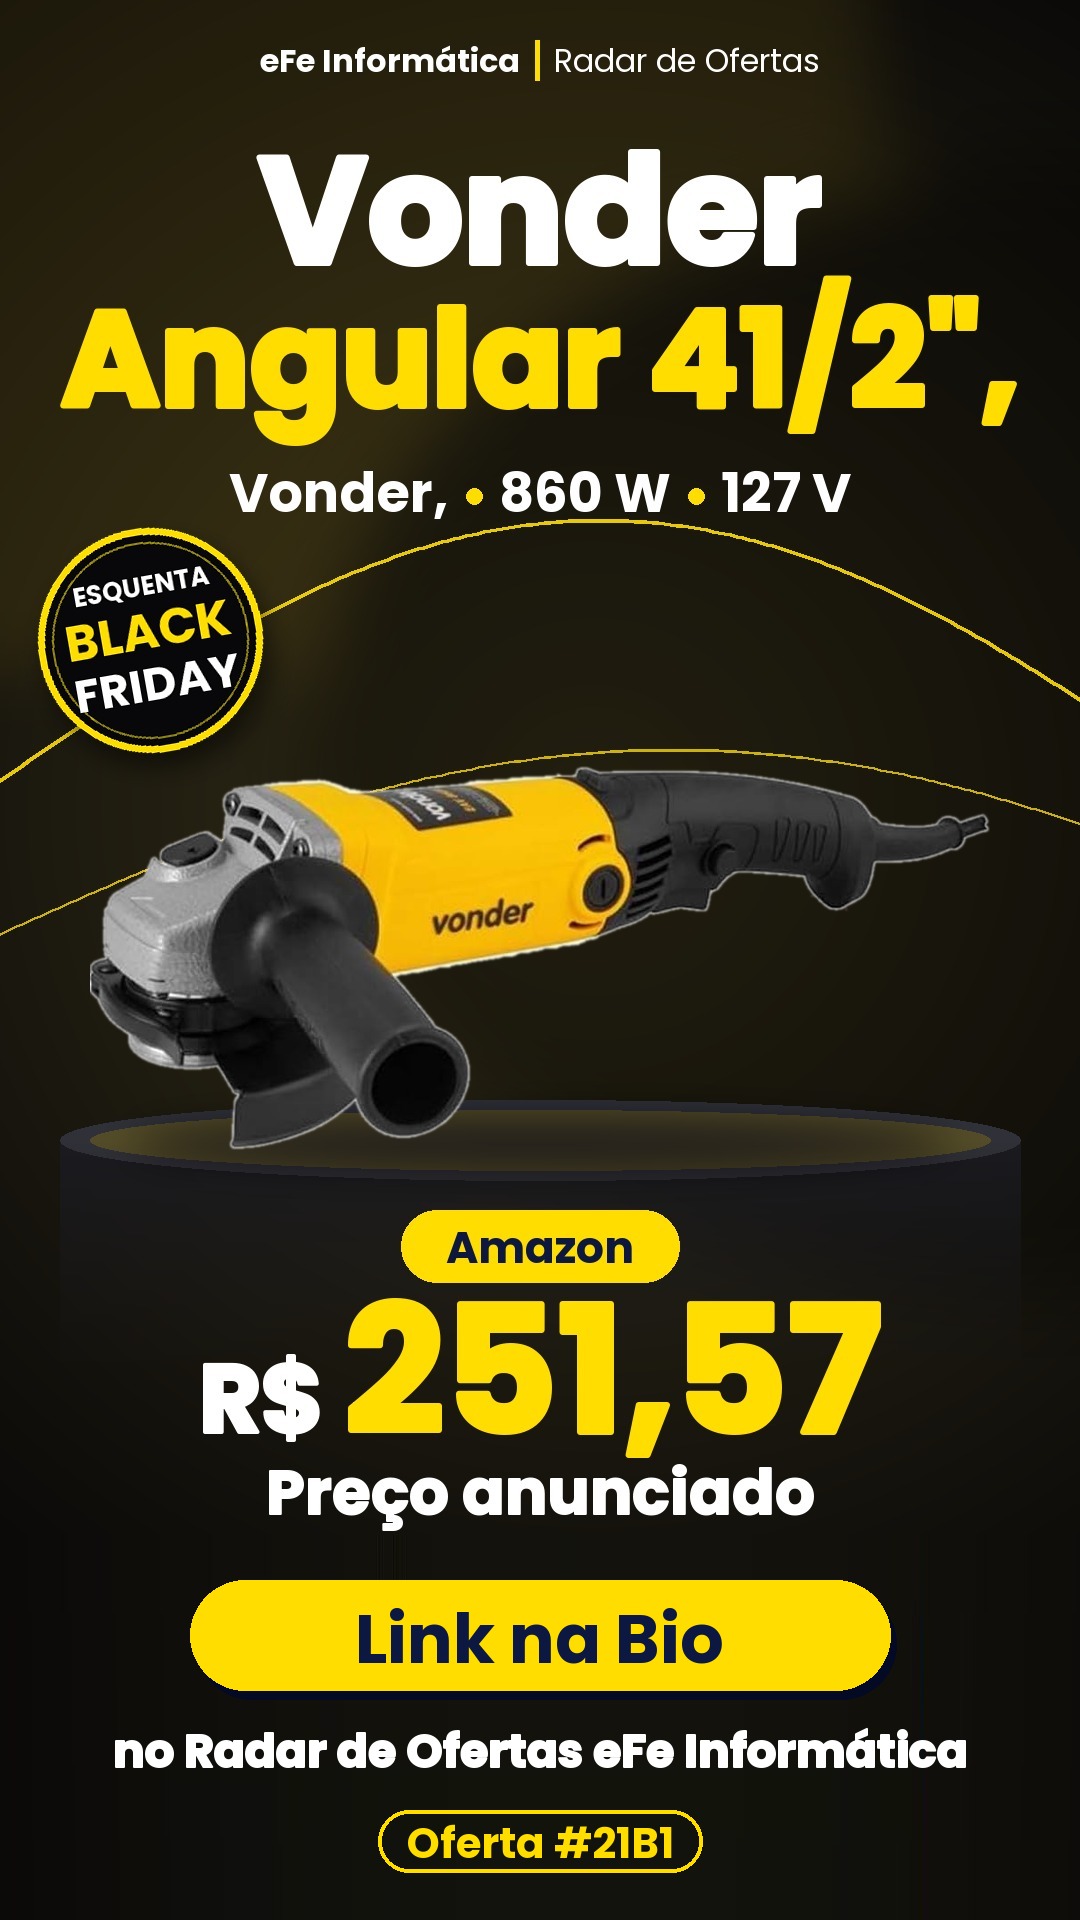 eFe Informática | Radar de Ofertas
Vonder
Angular 41/2",
Vonder, • 860 W • 127 V
ESQUENTA
BLACK
FRIDAY
vonder
vonder
Amazon
R$ 251,57
Preço anunciado
Link na Bio
no Radar de Ofertas eFe Informática
Oferta #21B1